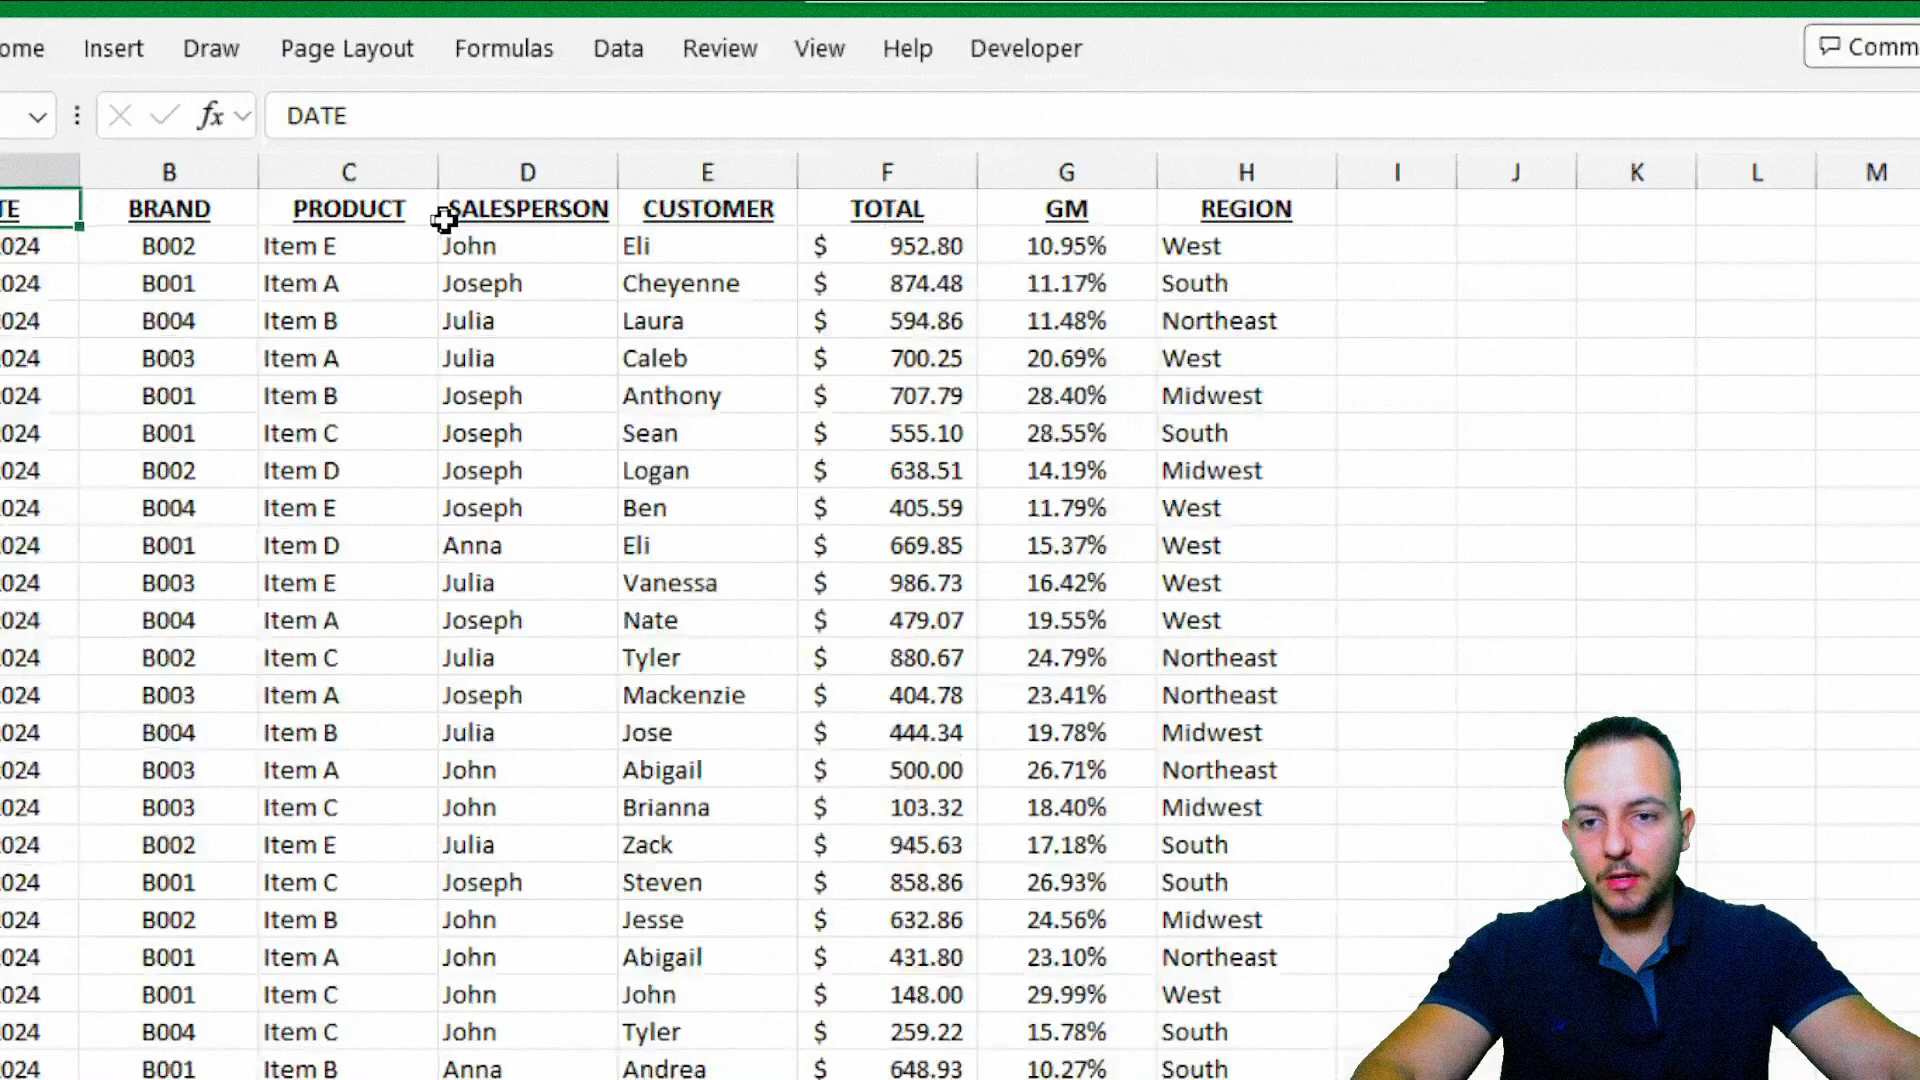 ome Insert Draw Page Layout Formulas Data Review View Help Developer Comm
fx DATE
B C D E F G H I J K L M
TE BRAND PRODUCT SALESPERSON CUSTOMER TOTAL GM REGION
024 B002 Item E John Eli $ 952.80 10.95% West
024 B001 Item A Joseph Cheyenne $ 874.48 11.17% South
024 B004 Item B Julia Laura $ 594.86 11.48% Northeast
024 B003 Item A Julia Caleb $ 700.25 20.69% West
024 B001 Item B Joseph Anthony $ 707.79 28.40% Midwest
024 B001 Item C Joseph Sean $ 555.10 28.55% South
024 B002 Item D Joseph Logan $ 638.51 14.19% Midwest
024 B004 Item E Joseph Ben $ 405.59 11.79% West
024 B001 Item D Anna Eli $ 669.85 15.37% West
024 B003 Item E Julia Vanessa $ 986.73 16.42% West
024 B004 Item A Joseph Nate $ 479.07 19.55% West
024 B002 Item C Julia Tyler $ 880.67 24.79% Northeast
024 B003 Item A Joseph Mackenzie $ 404.78 23.41% Northeast
024 B004 Item B Julia Jose $ 444.34 19.78% Midwest
024 B003 Item A John Abigail $ 500.00 26.71% Northeast
024 B003 Item C John Brianna $ 103.32 18.40% Midwest
024 B002 Item E Julia Zack $ 945.63 17.18% South
024 B001 Item C Joseph Steven $ 858.86 26.93% South
024 B002 Item B John Jesse $ 632.86 24.56% Midwest
024 B001 Item A John Abigail $ 431.80 23.10% Northeast
024 B001 Item C John John $ 148.00 29.99% West
024 B004 Item C John Tyler $ 259.22 15.78% South
024 B001 Item B Anna Andrea $ 648.93 10.27% South